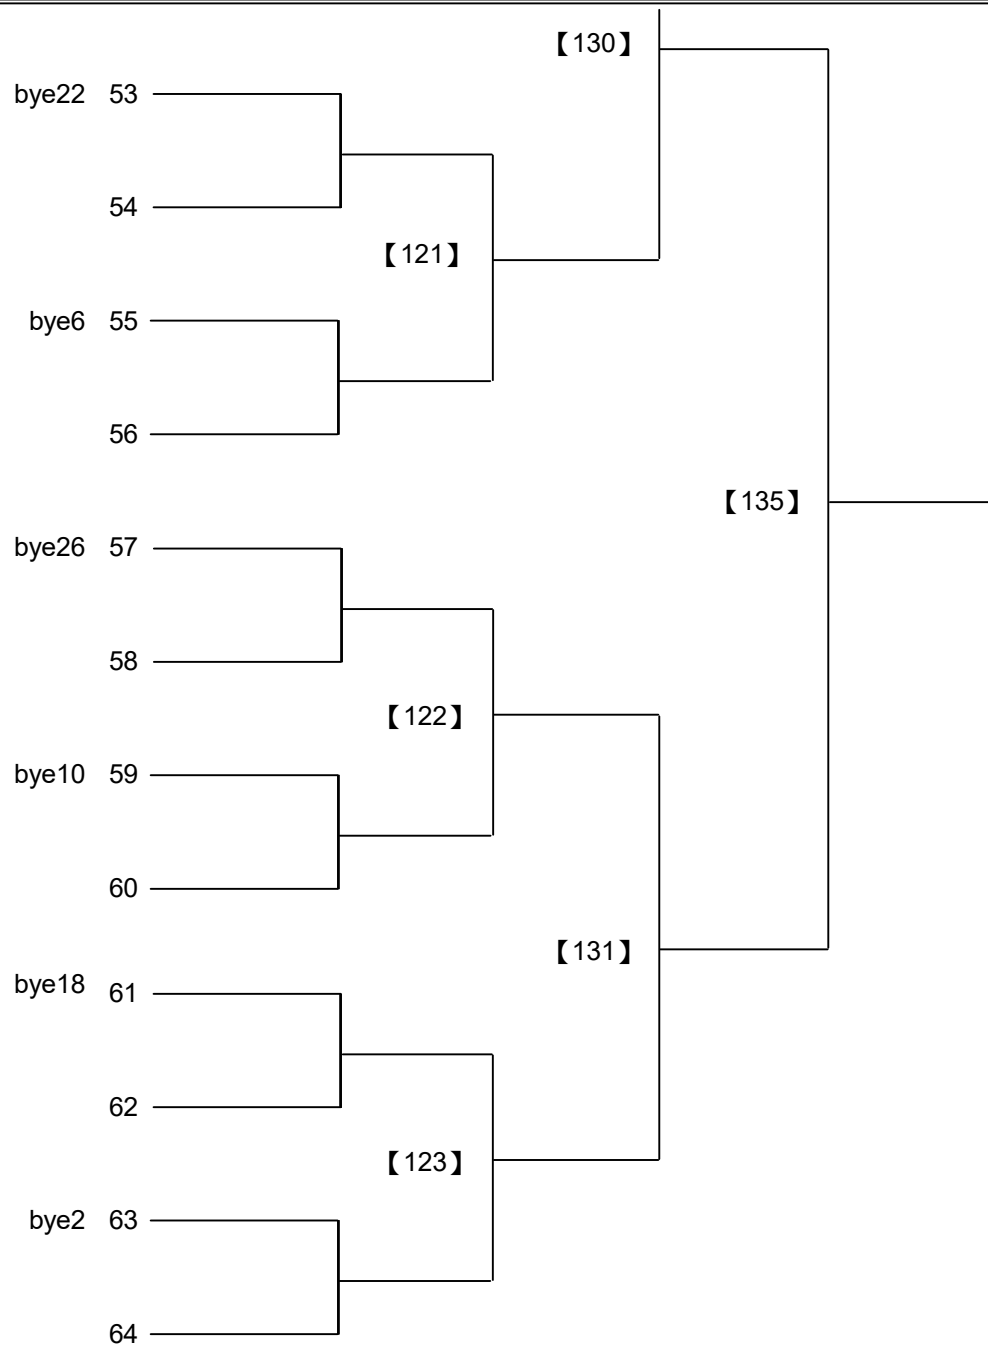 【130】
bye22 53
54
【121】
bye6 55
56
【135】
bye26 57
58
【122】
bye10 59
60
【131】
bye18 61
62
【123】
bye2 63
64